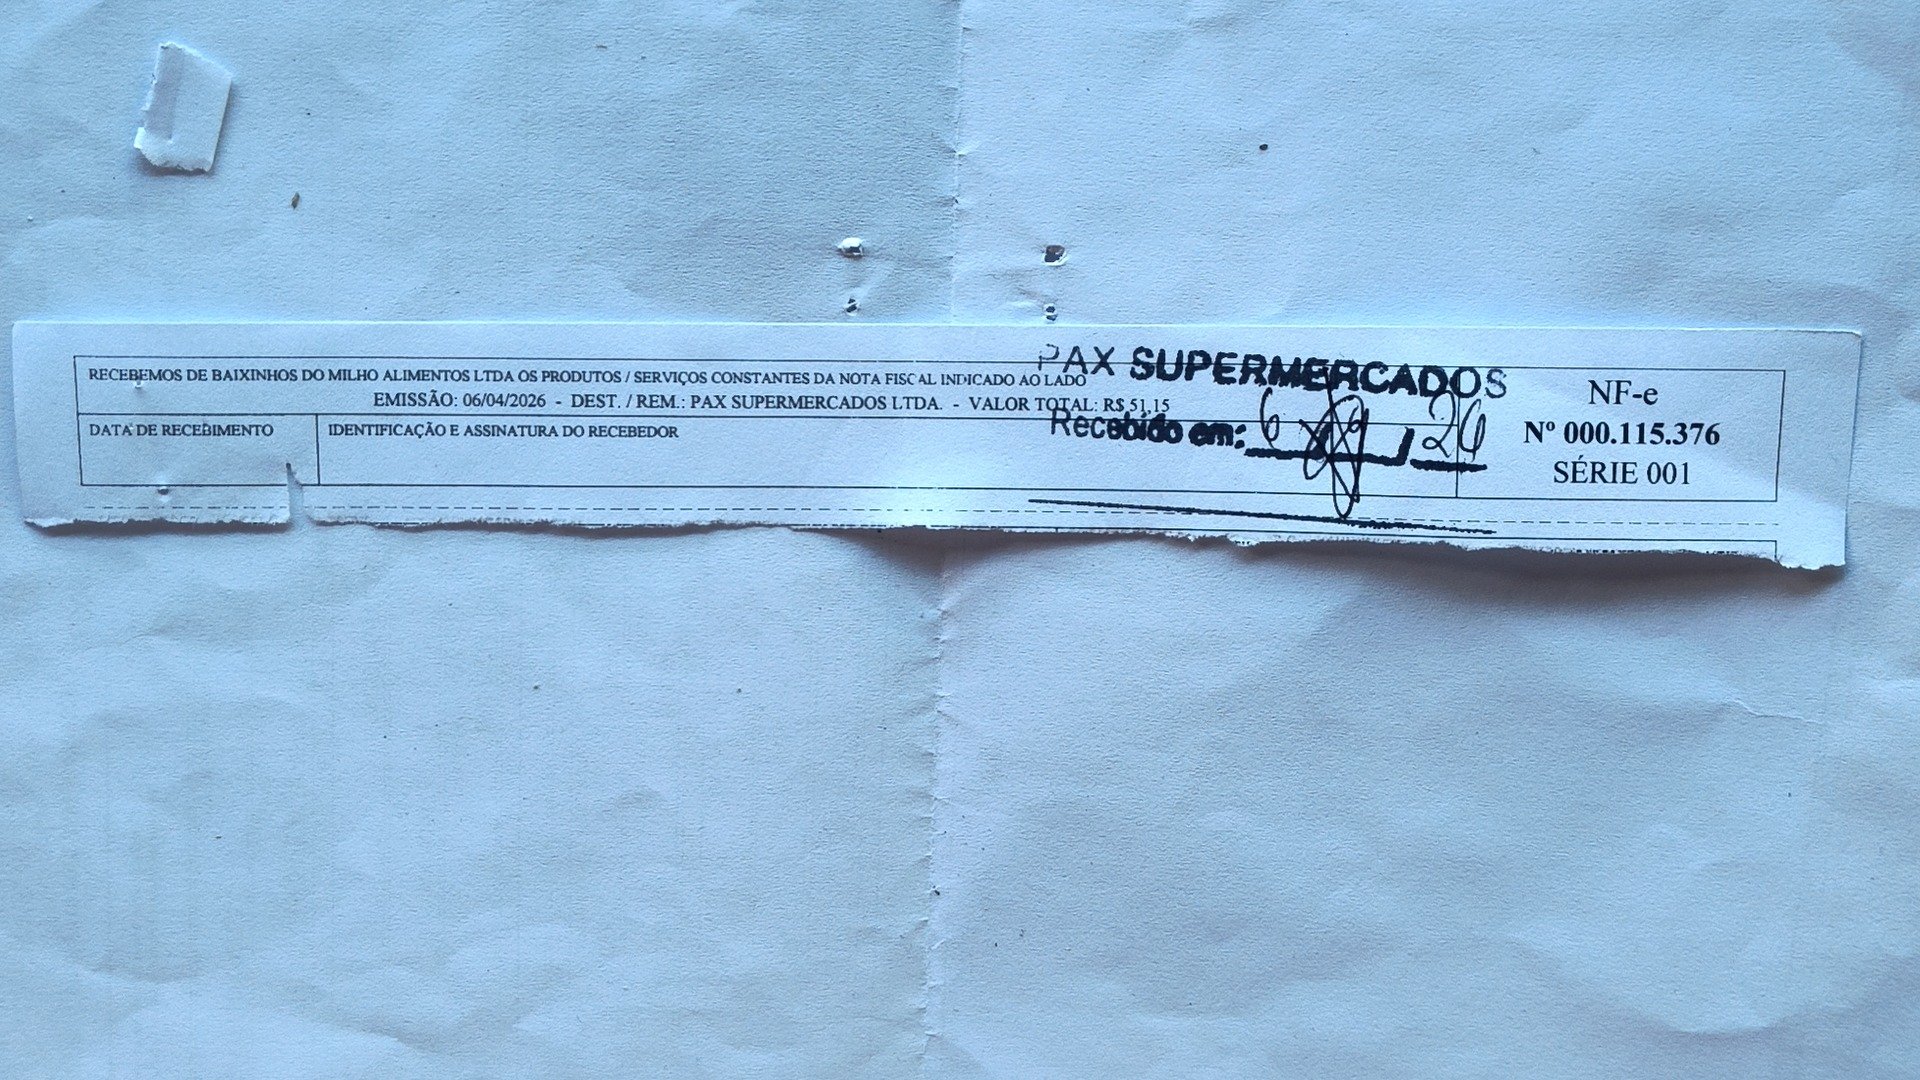 RECEBEMOS DE BAIXINHOS DO MILHO ALIMENTOS LTDA OS PRODUTOS / SERVIÇOS CONSTANTES DA NOTA FISCAL INDICADO AO LADO
EMISSÃO: 06/04/2026 - DEST. / REM.: PAX SUPERMERCADOS LTDA. - VALOR TOTAL: R$ 51,15
DATA DE RECEBIMENTO
IDENTIFICAÇÃO E ASSINATURA DO RECEBEDOR
PAX SUPERMERCADOS
Recebido em: 6 / 26
NF-e
Nº 000.115.376
SÉRIE 001